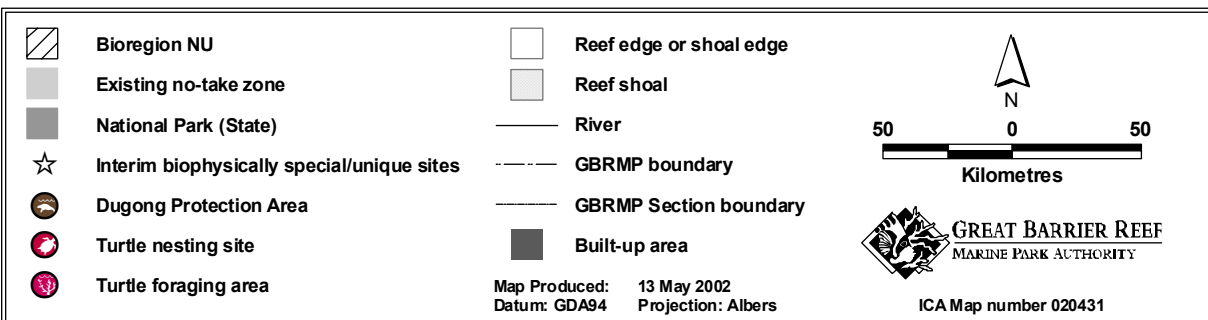 Bioregion NU
Existing no-take zone
National Park (State)
Interim biophysically special/unique sites
Dugong Protection Area
Turtle nesting site
Turtle foraging area
Reef edge or shoal edge
Reef shoal
River
GBRMP boundary
GBRMP Section boundary
Built-up area
Map Produced: 13 May 2002
Datum: GDA94 Projection: Albers
N
50 0 50
Kilometres
GREAT BARRIER REEF
MARINE PARK AUTHORITY
ICA Map number 020431